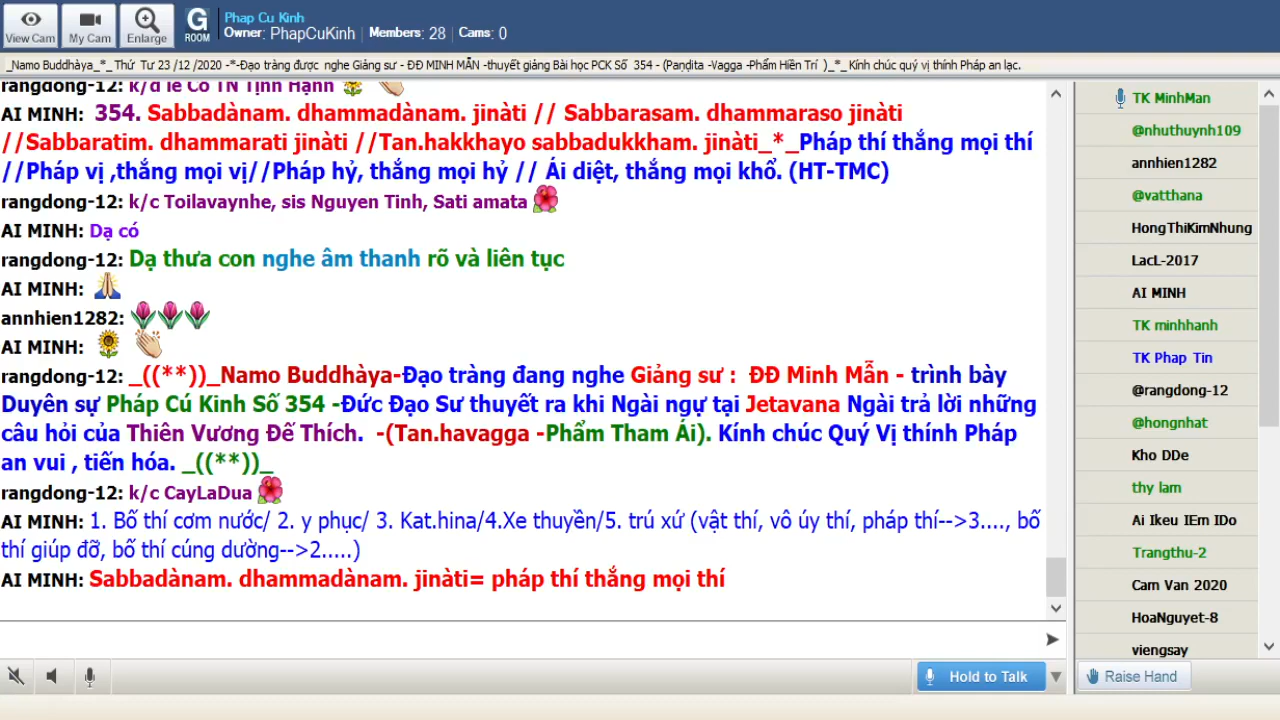 View Cam
My Cam
Enlarge
G
ROOM
Phap Cu Kinh
Owner: PhapCuKinh | Members: 28 | Cams: 0
_Namo Buddhàya_*_ Thứ Tư 23 /12 /2020 -*-Đạo tràng được nghe Giảng sư - ĐĐ MINH MẪN -thuyết giảng Bài học PCK Số 354 - (Paṇḍita -Vagga -Phẩm Hiền Trí )_*_ Kính chúc quý vị thính Pháp an lạc.
rangdong-12: k/d lễ Cô TN Tịnh Hạnh
AI MINH: 354. Sabbadànam. dhammadànam. jinàti // Sabbarasam. dhammaraso jinàti
//Sabbaratim. dhammarati jinàti //Tan.hakkhayo sabbadukkham. jinàti_*_Pháp thí thắng mọi thí
//Pháp vị ,thắng mọi vị//Pháp hỷ, thắng mọi hỷ // Ái diệt, thắng mọi khổ. (HT-TMC)
rangdong-12: k/c Toilavaynhe, sis Nguyen Tinh, Sati amata
AI MINH: Dạ có
rangdong-12: Dạ thưa con nghe âm thanh rõ và liên tục
AI MINH:
annhien1282:
AI MINH:
rangdong-12: _((**))_Namo Buddhàya-Đạo tràng đang nghe Giảng sư : ĐĐ Minh Mẫn - trình bày
Duyên sự Pháp Cú Kinh Số 354 -Đức Đạo Sư thuyết ra khi Ngài ngự tại Jetavana Ngài trả lời những
câu hỏi của Thiên Vương Đế Thích. -(Tan.havagga -Phẩm Tham Ái). Kính chúc Quý Vị thính Pháp
an vui , tiến hóa. _((**))_
rangdong-12: k/c CayLaDua
AI MINH: 1. Bố thí cơm nước/ 2. y phục/ 3. Kat.hina/4.Xe thuyền/5. trú xứ (vật thí, vô úy thí, pháp thí-->3...., bố
thí giúp đỡ, bố thí cúng dường-->2.....)
AI MINH: Sabbadànam. dhammadànam. jinàti= pháp thí thắng mọi thí
Hold to Talk
TK MinhMan
@nhuthuynh109
annhien1282
@vatthana
HongThiKimNhung
LacL-2017
AI MINH
TK minhhanh
TK Phap Tin
@rangdong-12
@hongnhat
Kho DDe
thy lam
Ai Ikeu IEm IDo
Trangthu-2
Cam Van 2020
HoaNguyet-8
viengsay
Raise Hand